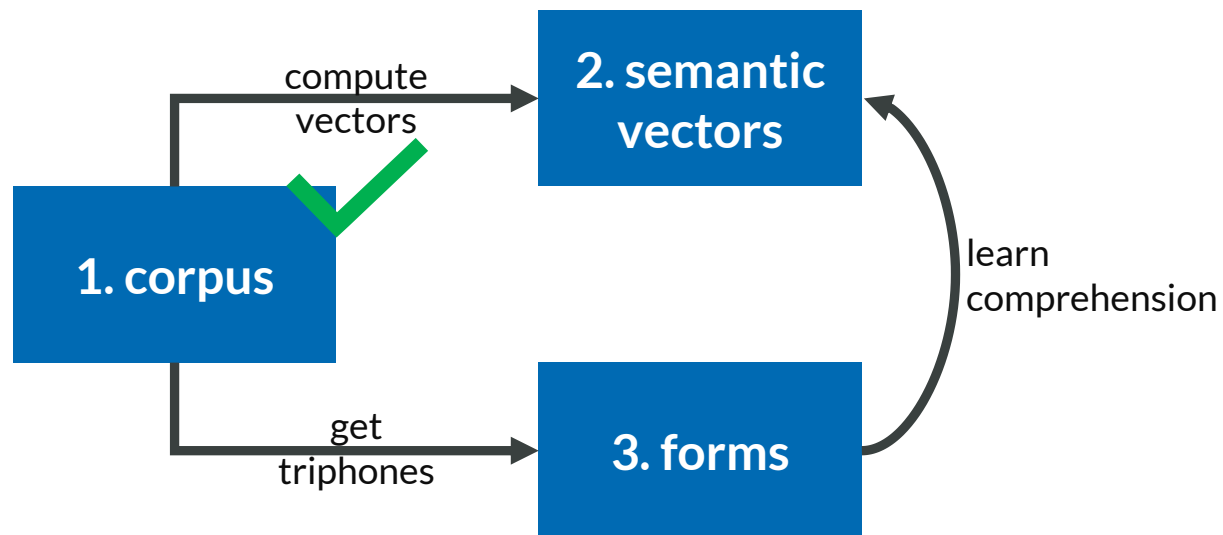 compute
vectors
2. semantic
vectors
1. corpus
learn
comprehension
get
triphones
3. forms